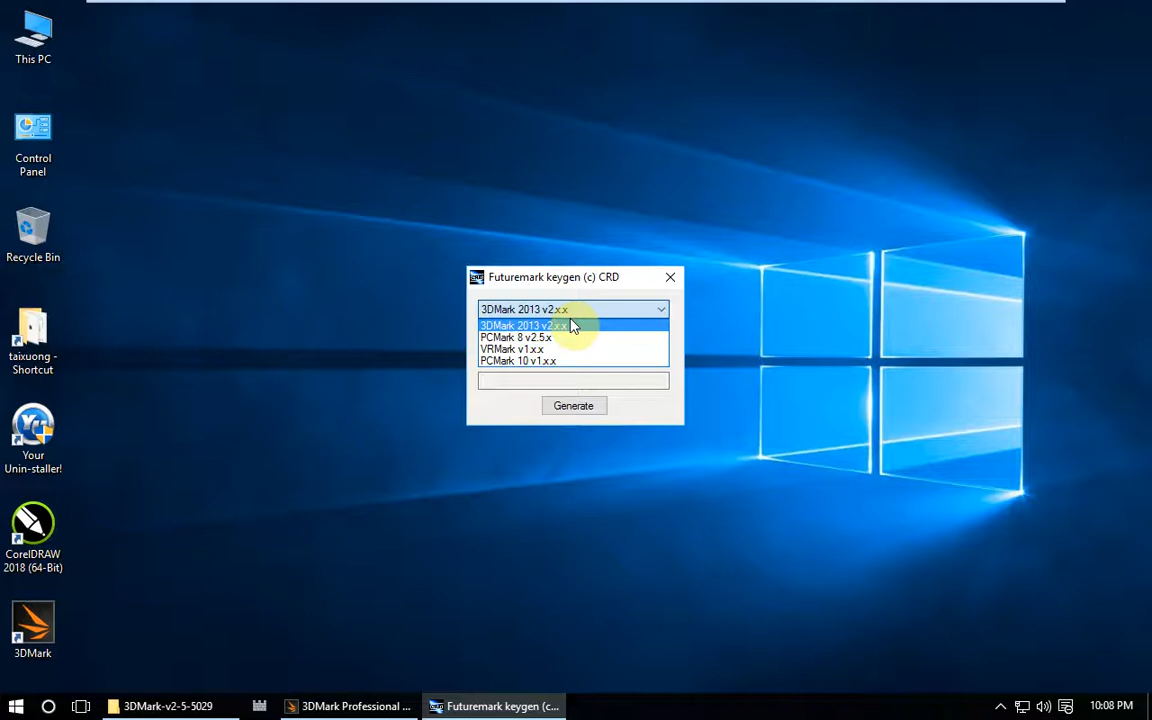 This PC
Control
Panel
Recycle Bin
taixuong -
Shortcut
Your
Unin-staller!
CorelDRAW
2018 (64-Bit)
3DMark
Futuremark keygen (c) CRD
3DMark 2013 v2.x.x
3DMark 2013 v2.x.x
PCMark 8 v2.5.x
VRMark v1.x.x
PCMark 10 v1.x.x
Generate
3DMark-v2-5-5029
3DMark Professional ...
Futuremark keygen (c...
10:08 PM